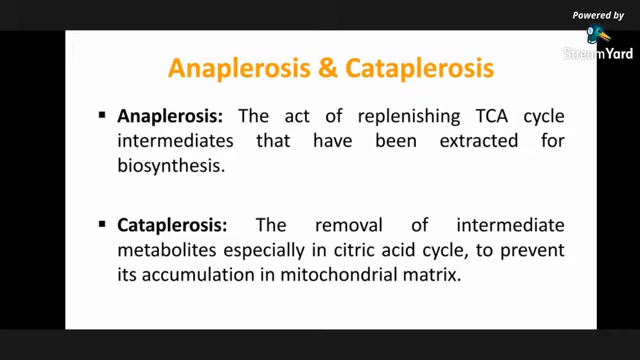 Powered by
StreamYard
Anaplerosis & Cataplerosis
▪ Anaplerosis: The act of replenishing TCA cycle
intermediates that have been extracted for
biosynthesis.
▪ Cataplerosis: The removal of intermediate
metabolites especially in citric acid cycle, to prevent
its accumulation in mitochondrial matrix.